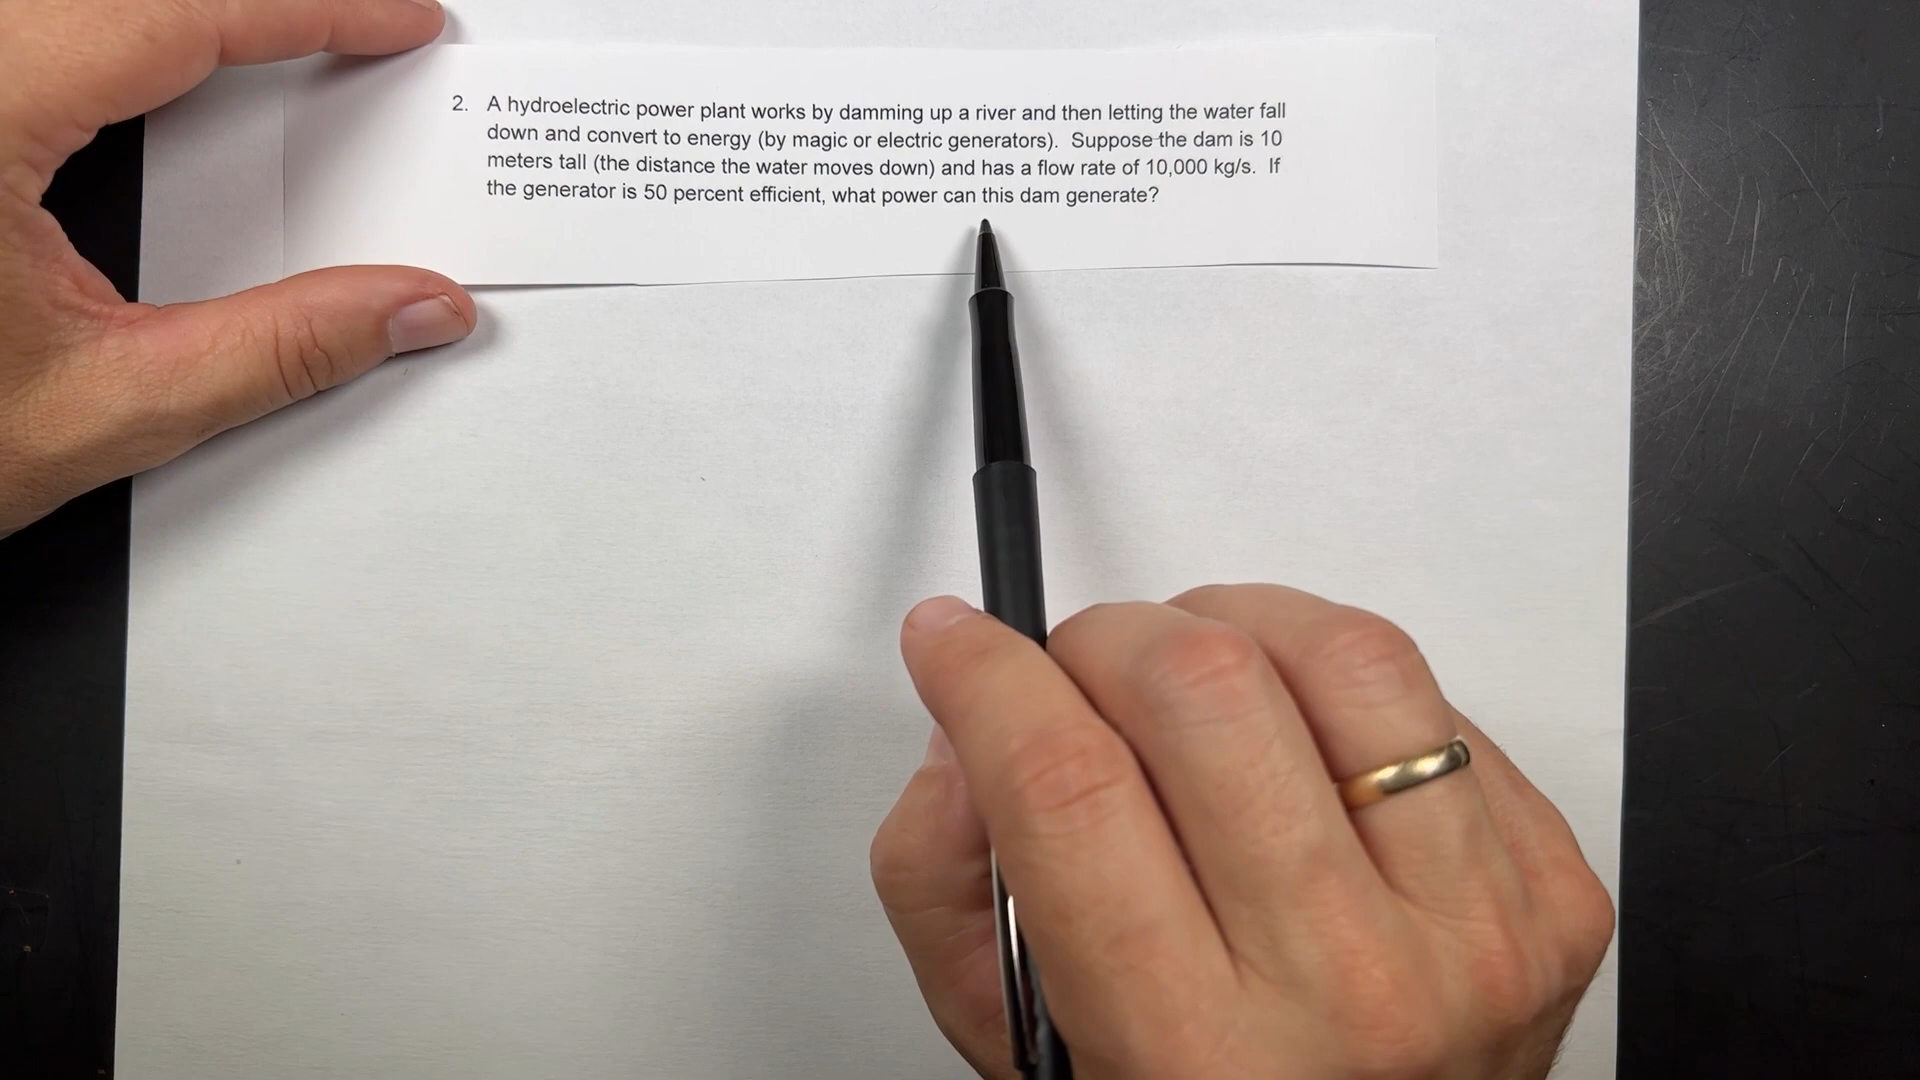 2. A hydroelectric power plant works by damming up a river and then letting the water fall
down and convert to energy (by magic or electric generators). Suppose the dam is 10
meters tall (the distance the water moves down) and has a flow rate of 10,000 kg/s. If
the generator is 50 percent efficient, what power can this dam generate?